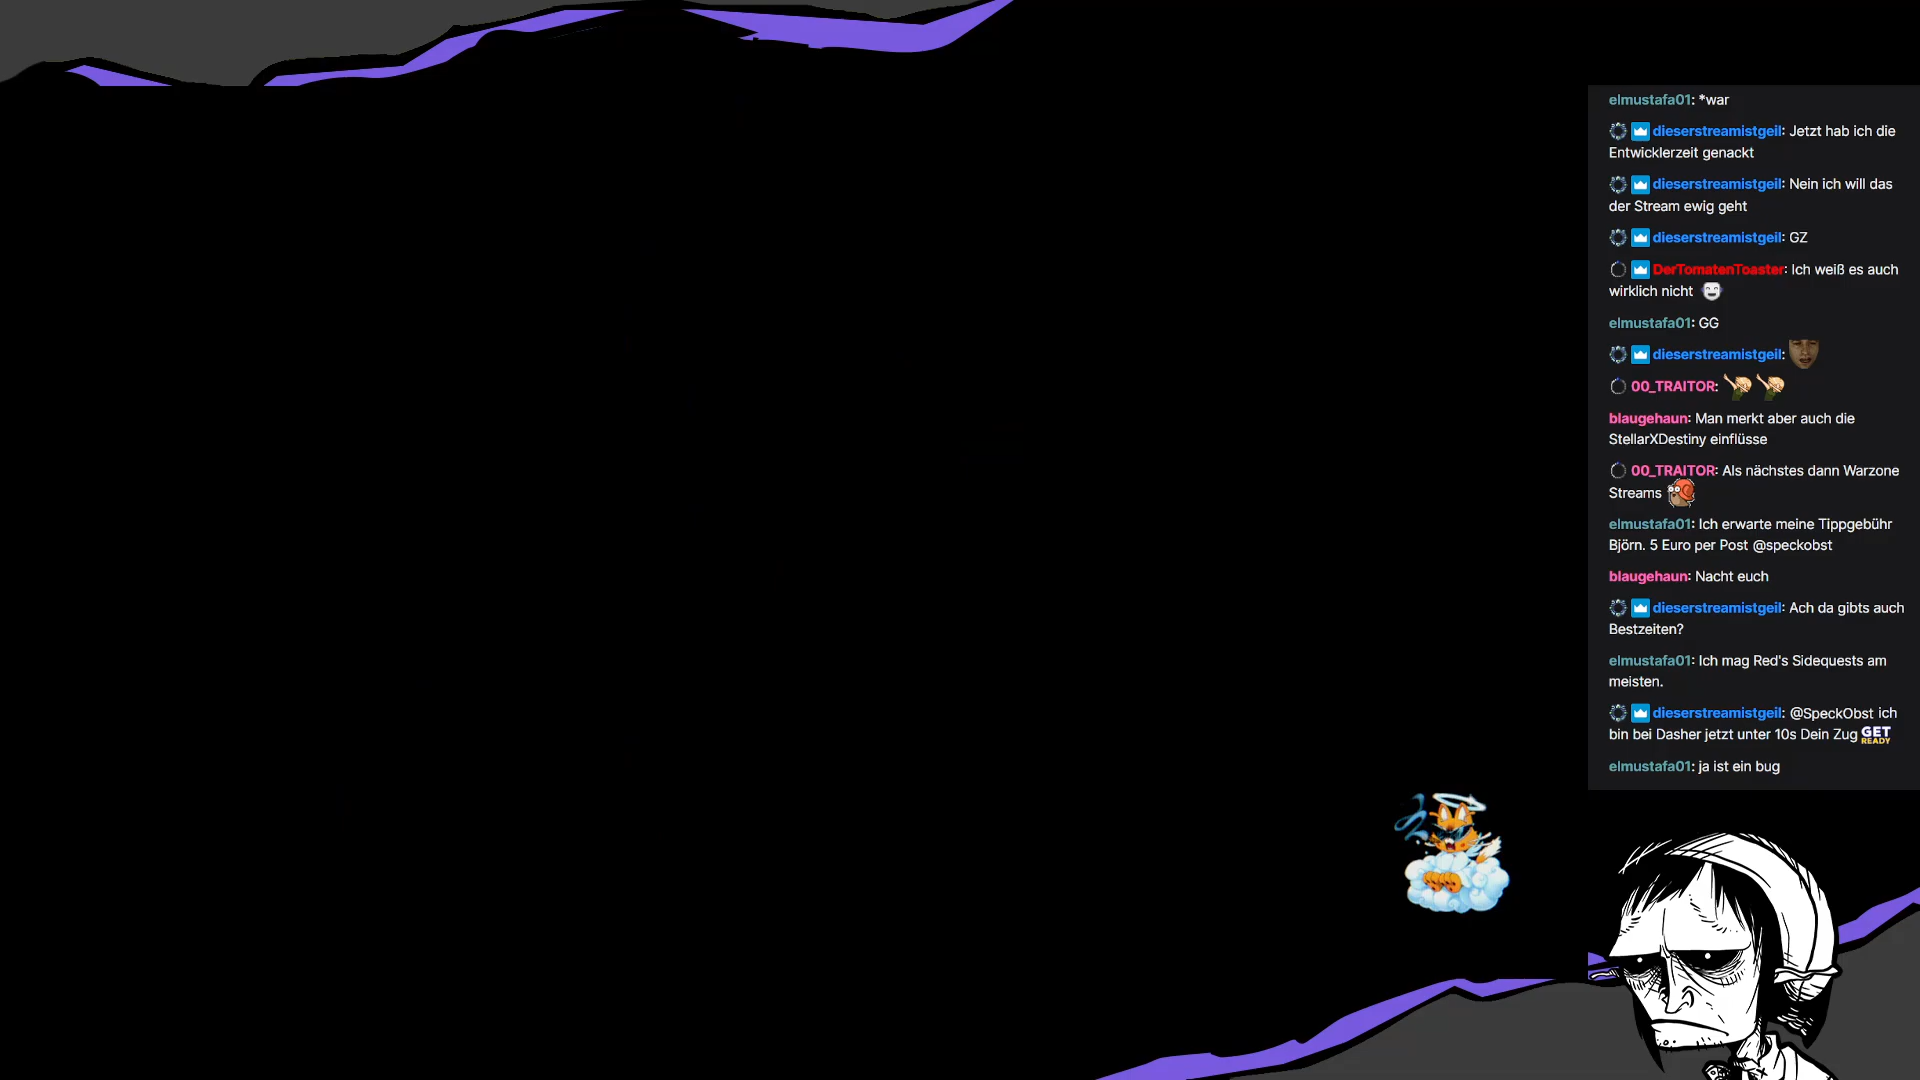 elmustafa01: *war
dieserstreamistgeil: Jetzt hab ich die
Entwicklerzeit genackt
dieserstreamistgeil: Nein ich will das
der Stream ewig geht
dieserstreamistgeil: GZ
DerTomatenToaster: Ich weiß es auch
wirklich nicht
elmustafa01: GG
dieserstreamistgeil:
00_TRAITOR:
blaugehaun: Man merkt aber auch die
StellarXDestiny einflüsse
00_TRAITOR: Als nächstes dann Warzone
Streams
elmustafa01: Ich erwarte meine Tippgebühr
Björn. 5 Euro per Post @speckobst
blaugehaun: Nacht euch
dieserstreamistgeil: Ach da gibts auch
Bestzeiten?
elmustafa01: Ich mag Red's Sidequests am
meisten.
dieserstreamistgeil: @SpeckObst ich
bin bei Dasher jetzt unter 10s Dein Zug GET READY
elmustafa01: ja ist ein bug